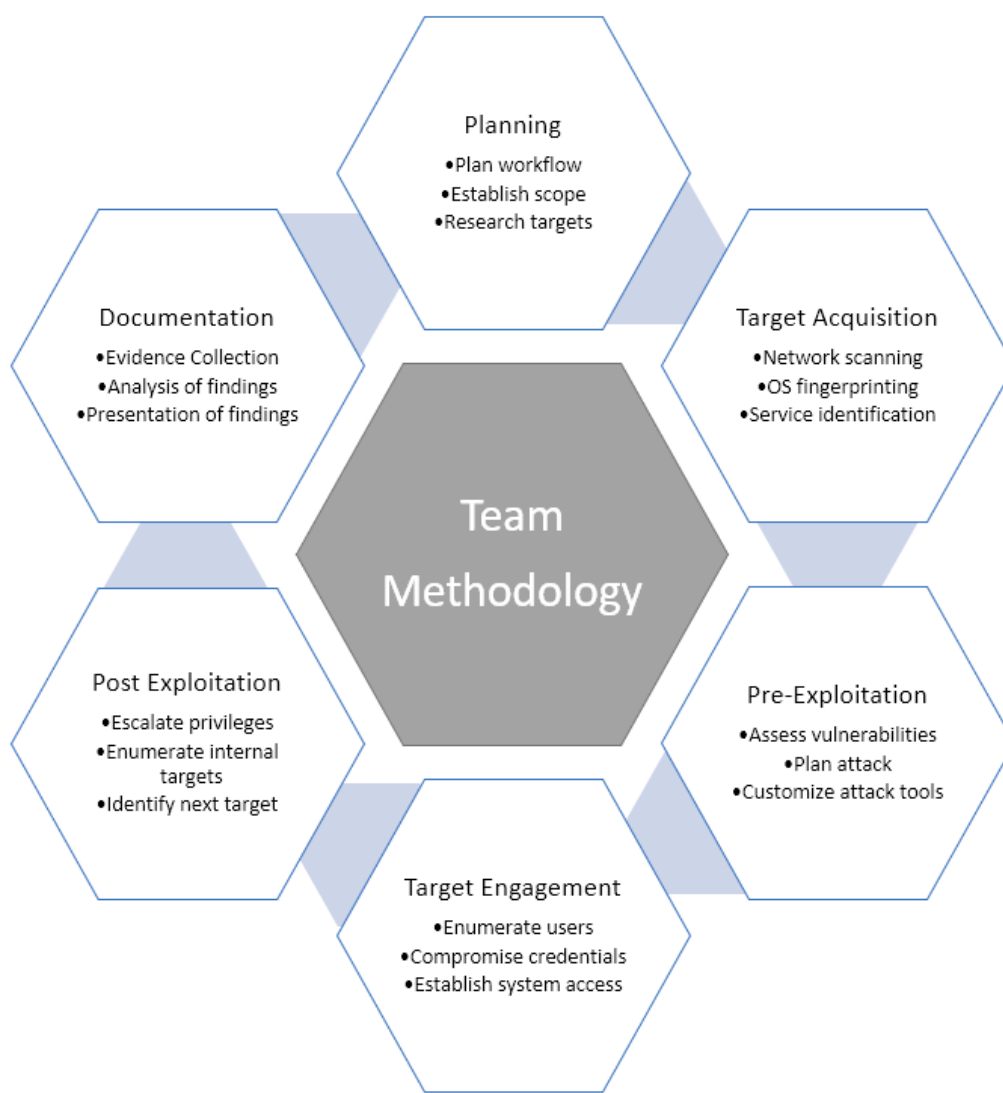 Planning
•Plan workflow
•Establish scope
•Research targets
Target Acquisition
•Network scanning
•OS fingerprinting
•Service identification
Pre-Exploitation
•Assess vulnerabilities
•Plan attack
•Customize attack tools
Target Engagement
•Enumerate users
•Compromise credentials
•Establish system access
Post Exploitation
•Escalate privileges
•Enumerate internal
targets
•Identify next target
Documentation
•Evidence Collection
•Analysis of findings
•Presentation of findings
Team
Methodology